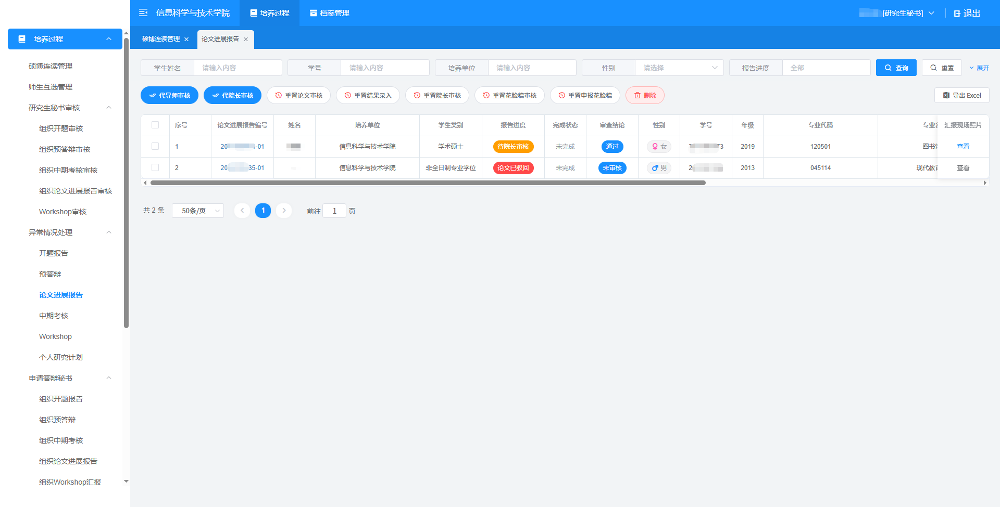 信息科学与技术学院
培养过程
档案管理
[研究生秘书]
退出
硕博连读管理
论文进展报告
培养过程
硕博连读管理
师生互选管理
研究生秘书审核
组织开题审核
组织预答辩审核
组织中期考核审核
组织论文进展报告审核
Workshop审核
异常情况处理
开题报告
预答辩
论文进展报告
中期考核
Workshop
个人研究计划
申请答辩秘书
组织开题报告
组织预答辩
组织中期考核
组织论文进展报告
组织Workshop汇报
学生姓名 请输入内容 学号 请输入内容 培养单位 请输入内容 性别 请选择 报告进度 全部 查询 重置 展开
代导师审核 代院长审核 重置论文审核 重置结果录入 重置院长审核 重置花脸稿审核 重置申报花脸稿 删除 导出 Excel
序号 论文进展报告编号 姓名 培养单位 学生类别 报告进度 完成状态 审查结论 性别 学号 年级 专业代码 专业 汇报现场照片
1 20 -01 信息科学与技术学院 学术硕士 待院长审核 未完成 通过 女 73 2019 120501 图书 查看
2 20 35-01 信息科学与技术学院 非全日制专业学位 论文已驳回 未完成 未审核 男 2 2013 045114 现代教 查看
共 2 条 50条/页 1 前往 1 页